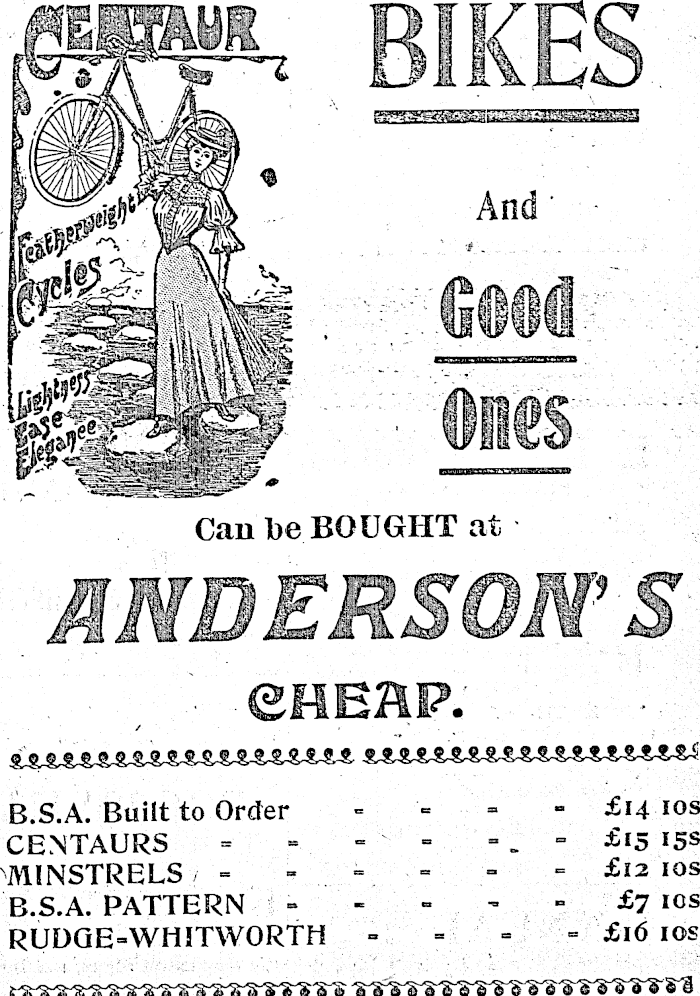 CENTAUR
Featherweight
Cycles
Lightness
Ease
Elegance
BIKES
And
Good
Ones
Can be BOUGHT at
ANDERSON'S
CHEAP.
B.S.A. Built to Order - - - - £14 10s
CENTAURS - - - - - - £15 15s
MINSTRELS - - - - - - £12 10s
B.S.A. PATTERN - - - - - £7 10s
RUDGE-WHITWORTH - - - - £16 10s